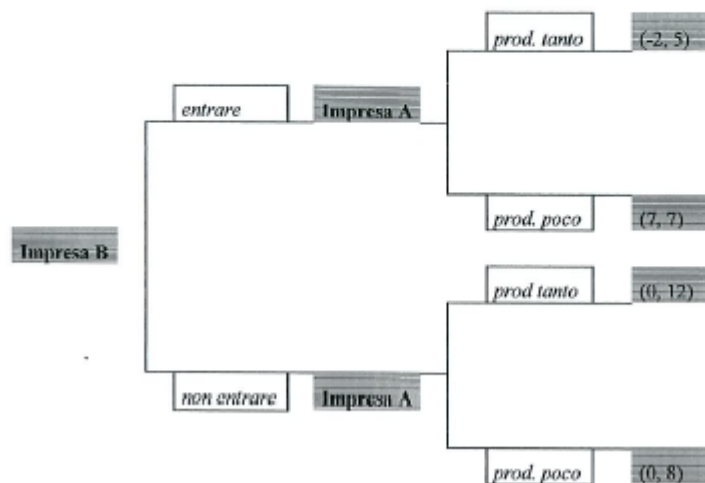 prod. tanto (-2, 5)
entrare Impresa A
prod. poco (7, 7)
Impresa B
prod tanto (0, 12)
non entrare Impresa A
prod. poco (0, 8)